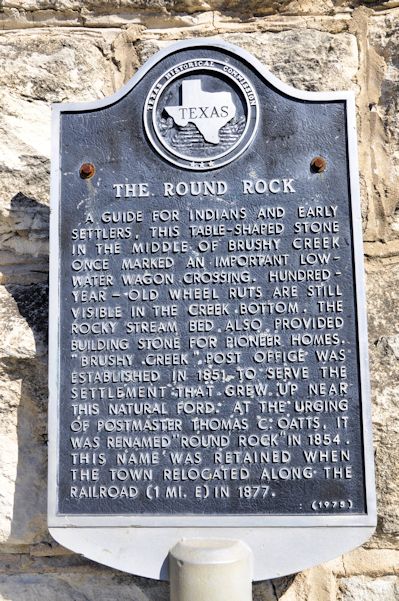 TEXAS HISTORICAL COMMISSION
TEXAS
THE ROUND ROCK
A GUIDE FOR INDIANS AND EARLY
SETTLERS, THIS TABLE-SHAPED STONE
IN THE MIDDLE OF BRUSHY CREEK
ONCE MARKED AN IMPORTANT LOW-
WATER WAGON CROSSING. HUNDRED-
YEAR-OLD WHEEL RUTS ARE STILL
VISIBLE IN THE CREEK BOTTOM. THE
ROCKY STREAM BED ALSO PROVIDED
BUILDING STONE FOR PIONEER HOMES.
"BRUSHY CREEK" POST OFFICE WAS
ESTABLISHED IN 1851 TO SERVE THE
SETTLEMENT THAT GREW UP NEAR
THIS NATURAL FORD. AT THE URGING
OF POSTMASTER THOMAS C. OATTS, IT
WAS RENAMED "ROUND ROCK" IN 1854.
THIS NAME WAS RETAINED WHEN
THE TOWN RELOCATED ALONG THE
RAILROAD (1 MI. E) IN 1877.
(1975)